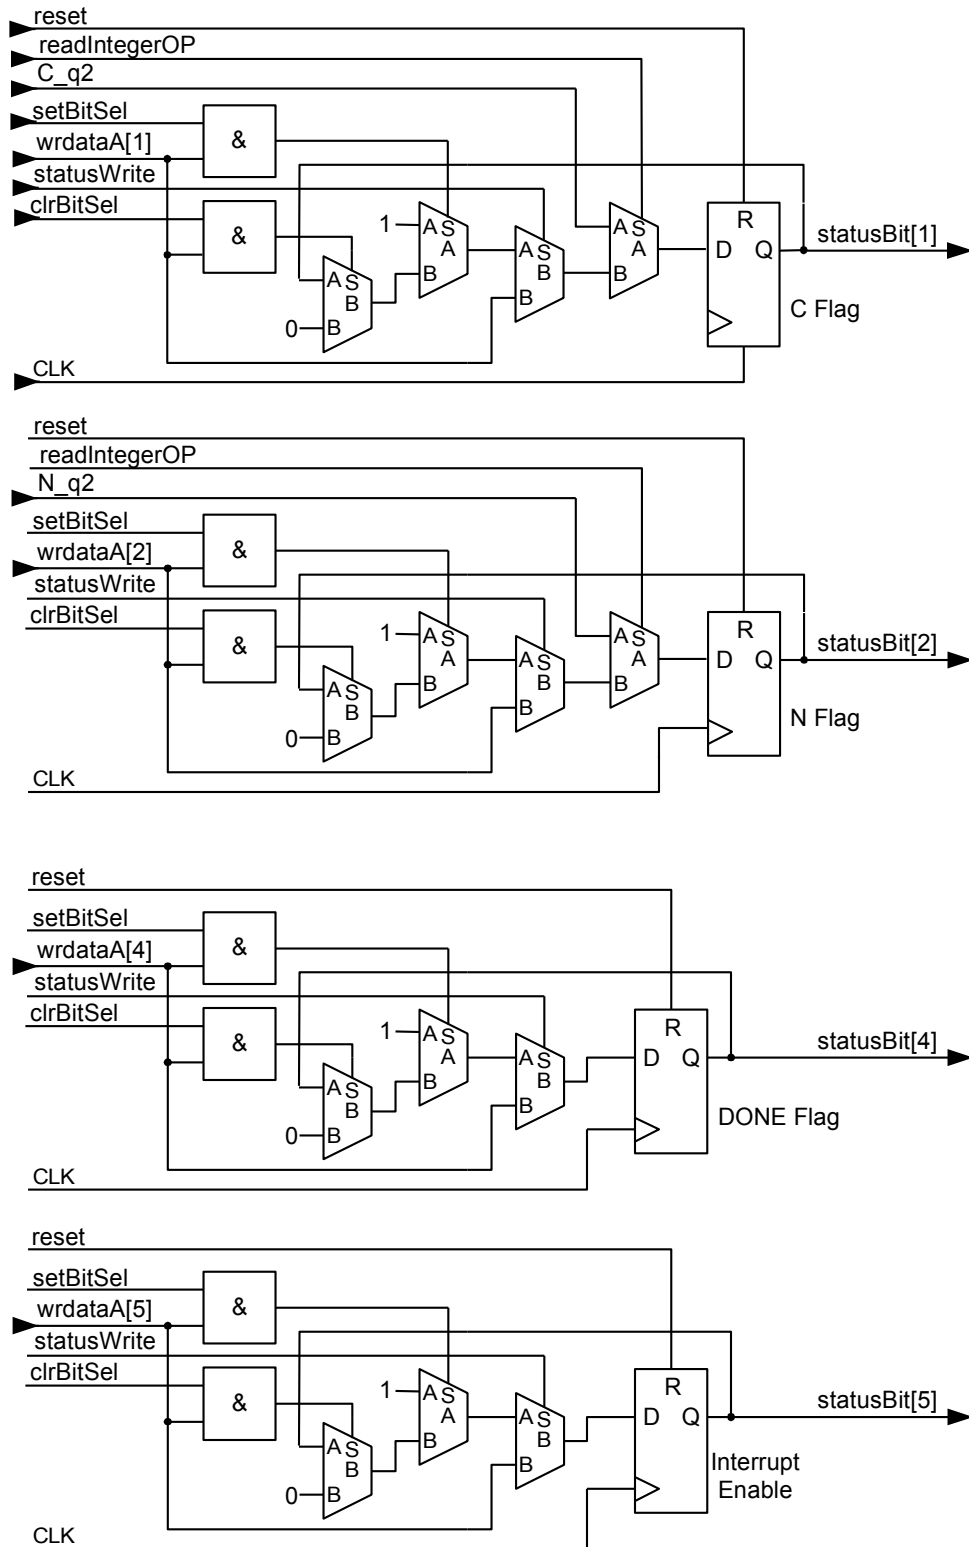 reset
readIntegerOP
C_q2
setBitSel
wrdataA[1]
statusWrite
clrBitSel
&
&
1 A S A B
A S B B
A S A B
A S B B
0
R
D Q
statusBit[1]
C Flag
CLK
reset
readIntegerOP
N_q2
setBitSel
wrdataA[2]
statusWrite
clrBitSel
&
&
1 A S A B
A S B B
A S A B
A S B B
0
R
D Q
statusBit[2]
N Flag
CLK
reset
setBitSel
wrdataA[4]
statusWrite
clrBitSel
&
&
1 A S A B
A S B B
A S B B
0
R
D Q
statusBit[4]
DONE Flag
CLK
reset
setBitSel
wrdataA[5]
statusWrite
clrBitSel
&
&
1 A S A B
A S B B
A S B B
0
R
D Q
statusBit[5]
Interrupt
Enable
CLK